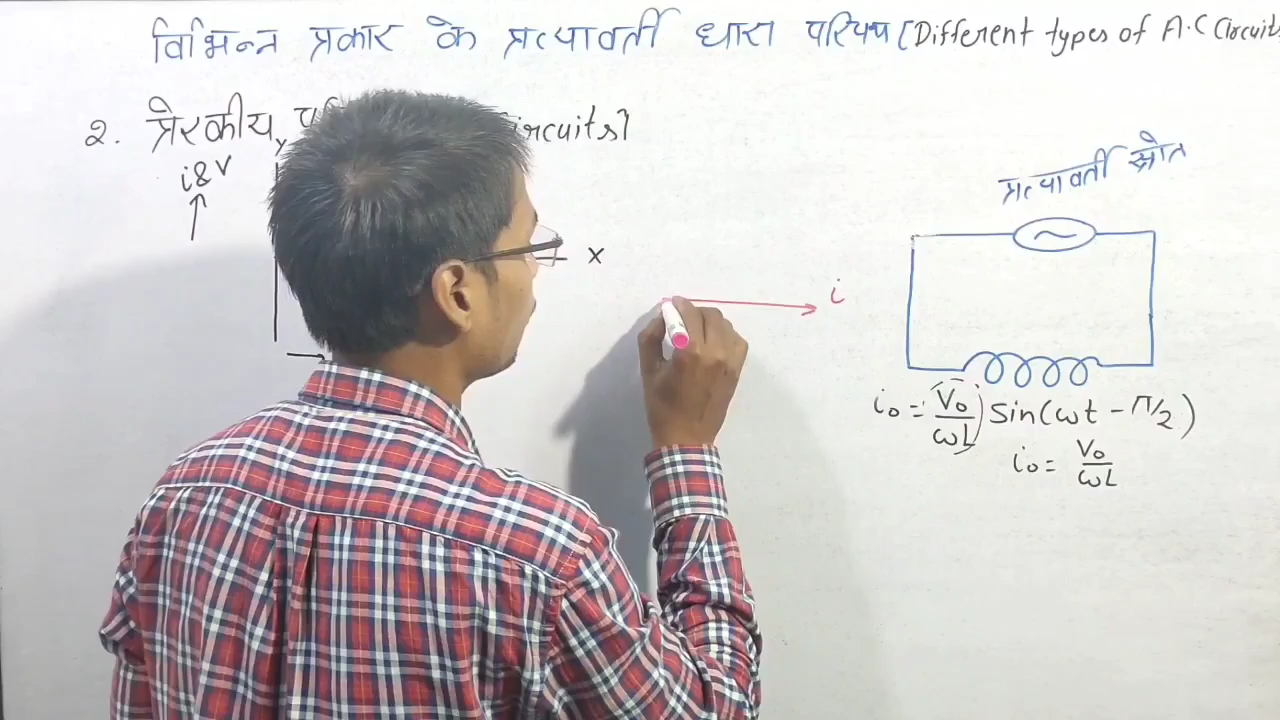 विभिन्न प्रकार के प्रत्यावर्ती धारा परिपथ [Different types of A.C Circuits
2. प्रेरकीय
ircuits]
y
i & V
x
प्रत्यावर्ती स्रोत
i
i₀ = (V₀/ωL) sin(ωt - π/2)
i₀ = V₀/ωL